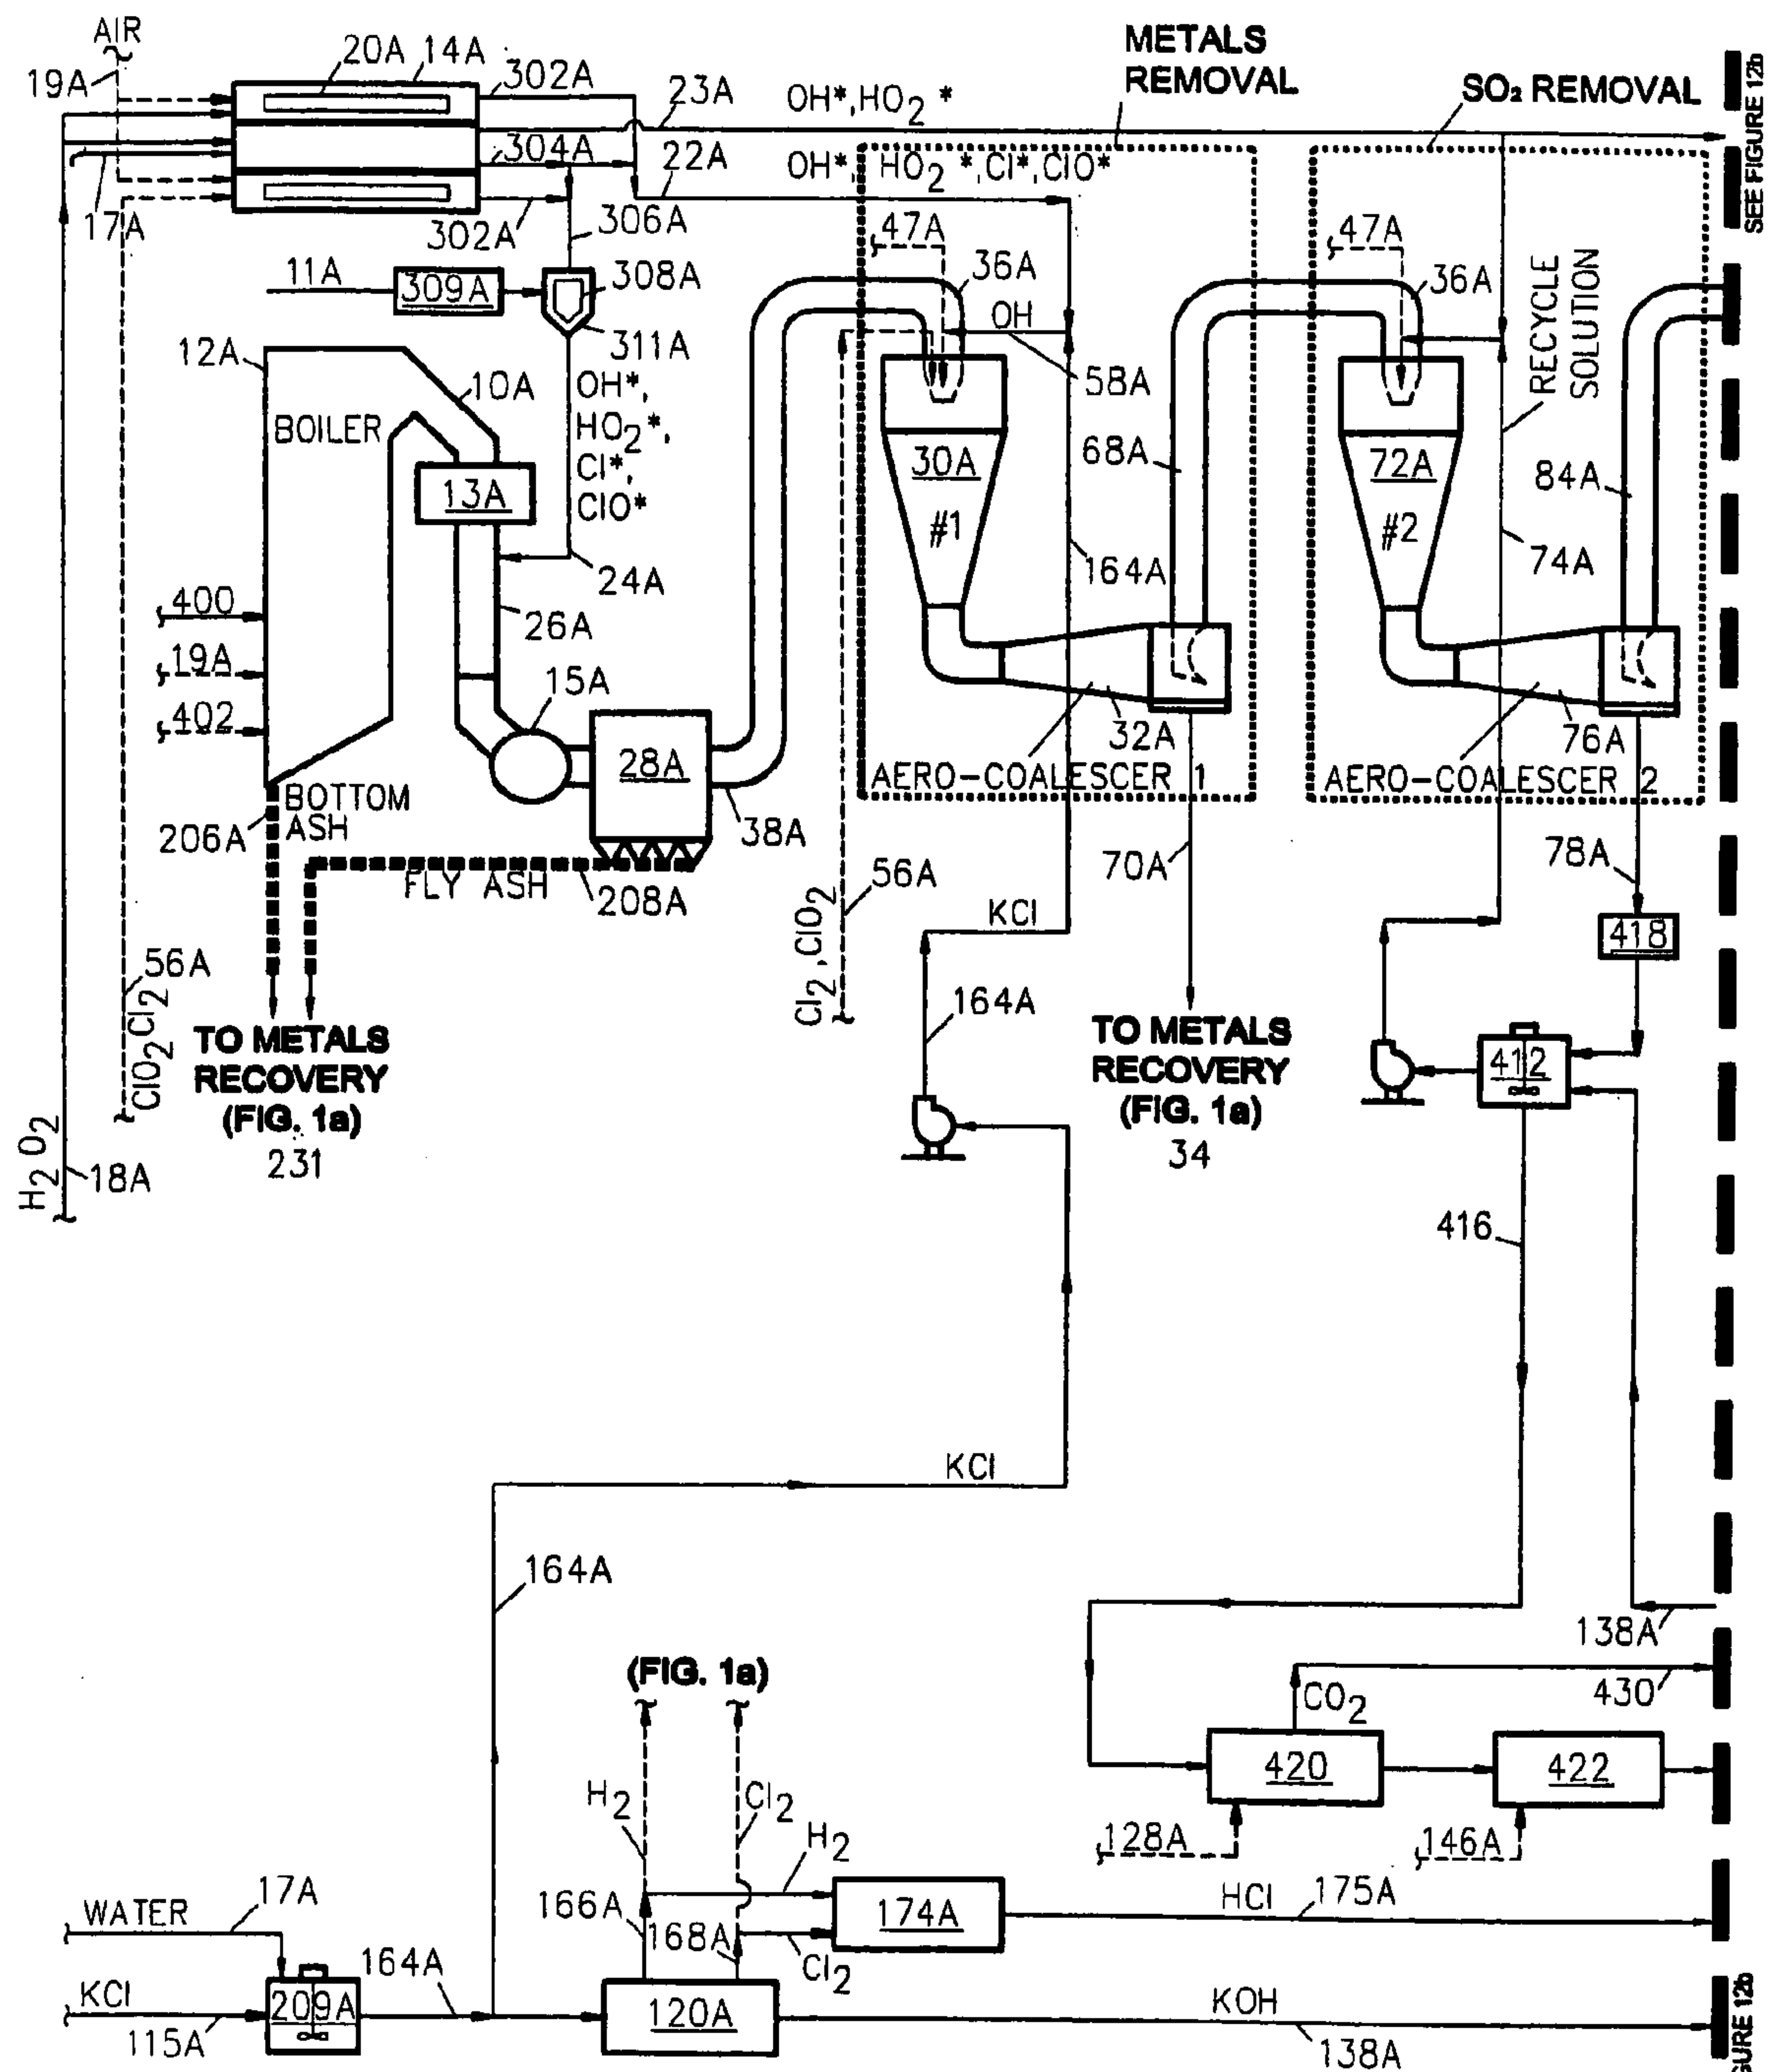 AIR
20A
14A
302A
METALS
REMOVAL
SO₂ REMOVAL
SEE FIGURE 12b
19A
23A
OH*, HO₂ *
304A
22A
OH*, HO₂ *, Cl*, ClO*
17A
302A
306A
47A
47A
11A
309A
308A
36A
36A
OH
RECYCLE
SOLUTION
12A
311A
58A
10A
OH*,
HO₂*,
Cl*,
ClO*
BOILER
13A
30A
#1
68A
72A
#2
84A
24A
164A
74A
400
26A
19A
15A
402
28A
32A
76A
AERO-COALESCER 1
AERO-COALESCER 2
BOTTOM
ASH
206A
38A
FLY ASH
208A
56A
70A
78A
Cl₂, ClO₂
KCl
418
56A
ClO₂Cl₂
164A
TO METALS
RECOVERY
(FIG. 1a)
231
TO METALS
RECOVERY
(FIG. 1a)
34
412
H₂O₂
18A
416
KCl
164A
138A
(FIG. 1a)
430
CO₂
420
422
H₂
Cl₂
H₂
128A
146A
WATER
17A
166A
168A
174A
HCl
175A
Cl₂
KCl
164A
209A
120A
KOH
115A
138A
GURE 12b